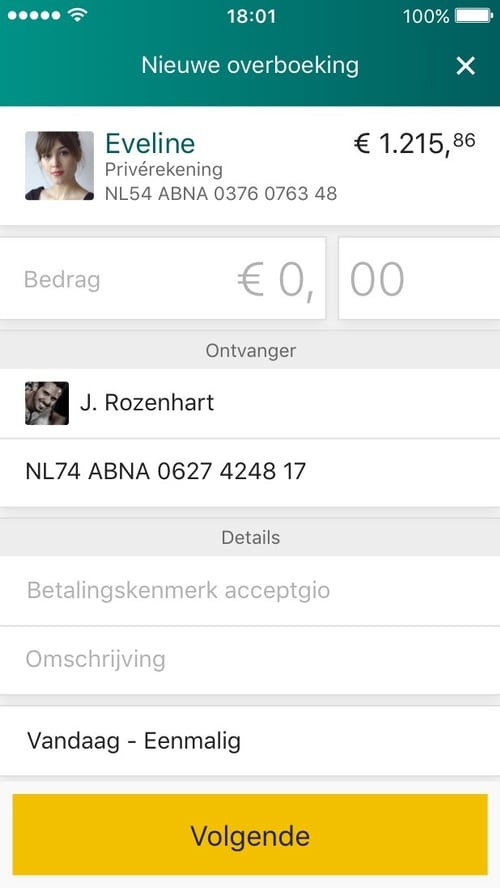 18:01
100%
Nieuwe overboeking
Eveline
€ 1.215,86
Privérekening
NL54 ABNA 0376 0763 48
Bedrag
€ 0,
00
Ontvanger
J. Rozenhart
NL74 ABNA 0627 4248 17
Details
Betalingskenmerk acceptgio
Omschrijving
Vandaag - Eenmalig
Volgende